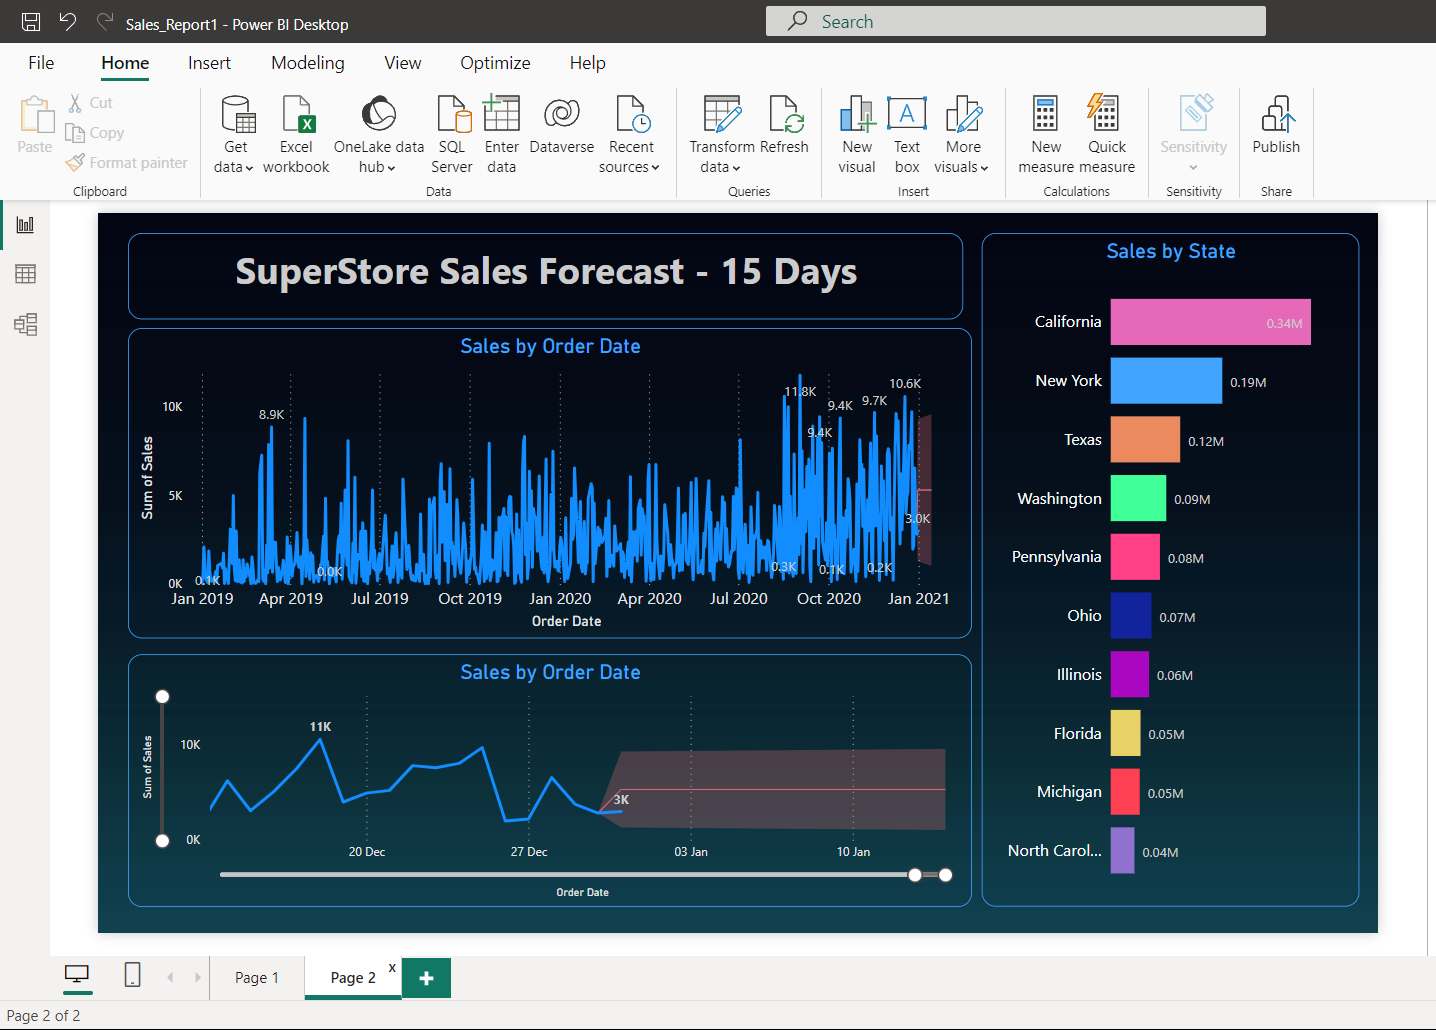 Sales_Report1 - Power BI Desktop
Search
File Home Insert Modeling View Optimize Help
Paste
Cut
Copy
Format painter
Clipboard
Get data
Excel workbook
OneLake data hub
SQL Server
Enter data
Dataverse
Recent sources
Data
Transform data
Refresh
Queries
New visual
Text box
More visuals
Insert
New measure
Quick measure
Calculations
Sensitivity
Sensitivity
Publish
Share
SuperStore Sales Forecast - 15 Days
Sales by Order Date
Sum of Sales
10K
5K
0K
8.9K
11.8K
9.4K
9.4K
9.7K
10.6K
3.0K
0.1K
0.0K
0.3K
0.1K
0.2K
Jan 2019 Apr 2019 Jul 2019 Oct 2019 Jan 2020 Apr 2020 Jul 2020 Oct 2020 Jan 2021
Order Date
Sales by Order Date
Sum of Sales
10K
0K
11K
3K
20 Dec 27 Dec 03 Jan 10 Jan
Order Date
Sales by State
California 0.34M
New York 0.19M
Texas 0.12M
Washington 0.09M
Pennsylvania 0.08M
Ohio 0.07M
Illinois 0.06M
Florida 0.05M
Michigan 0.05M
North Carol... 0.04M
Page 1
Page 2 x
+
Page 2 of 2